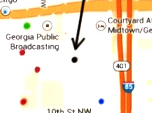 Courtyard A
Midtown/Ge
Georgia Public
Broadcasting
401
85
10th St NW